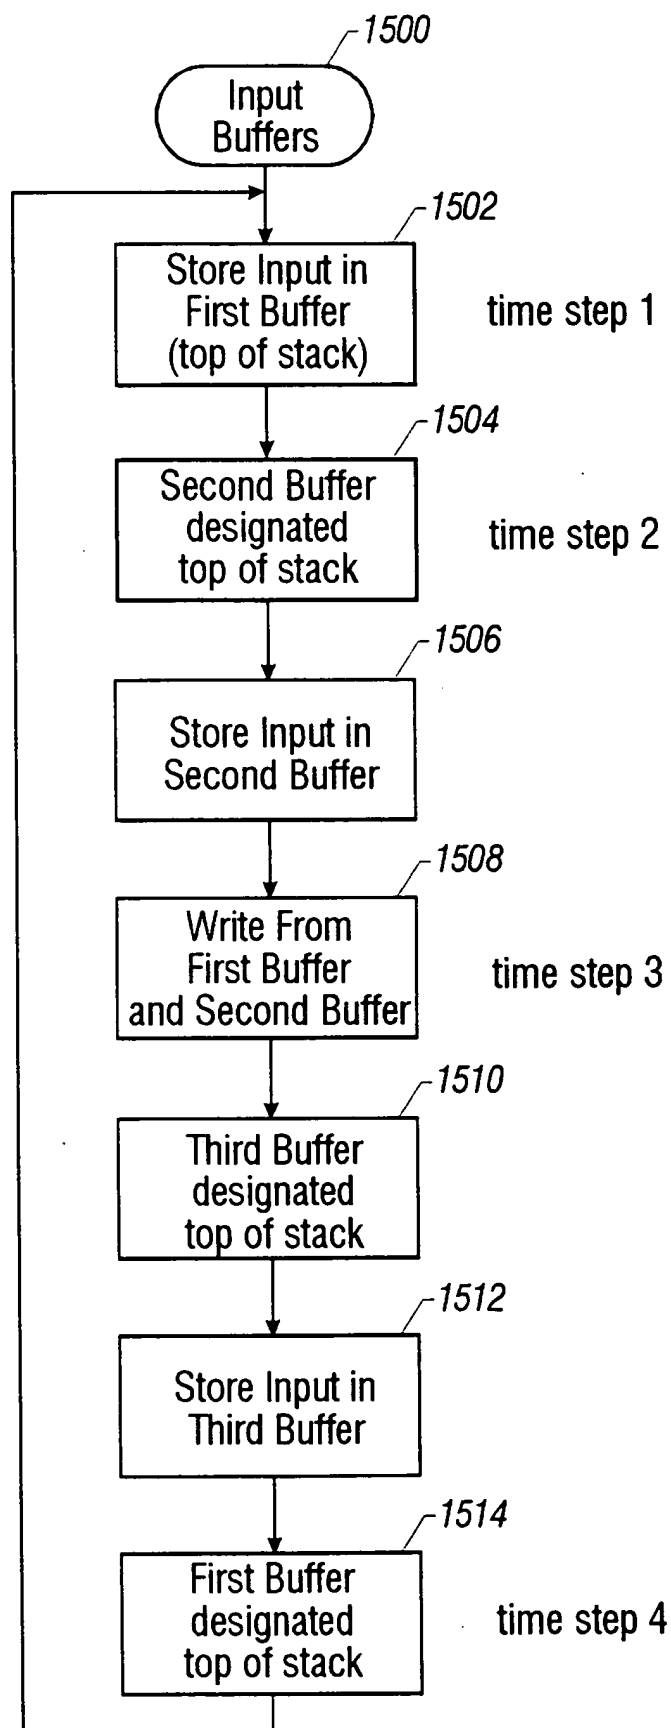 1500
Input
Buffers
1502
Store Input in
First Buffer
(top of stack)
time step 1
1504
Second Buffer
designated
top of stack
time step 2
1506
Store Input in
Second Buffer
1508
Write From
First Buffer
and Second Buffer
time step 3
1510
Third Buffer
designated
top of stack
1512
Store Input in
Third Buffer
1514
First Buffer
designated
top of stack
time step 4